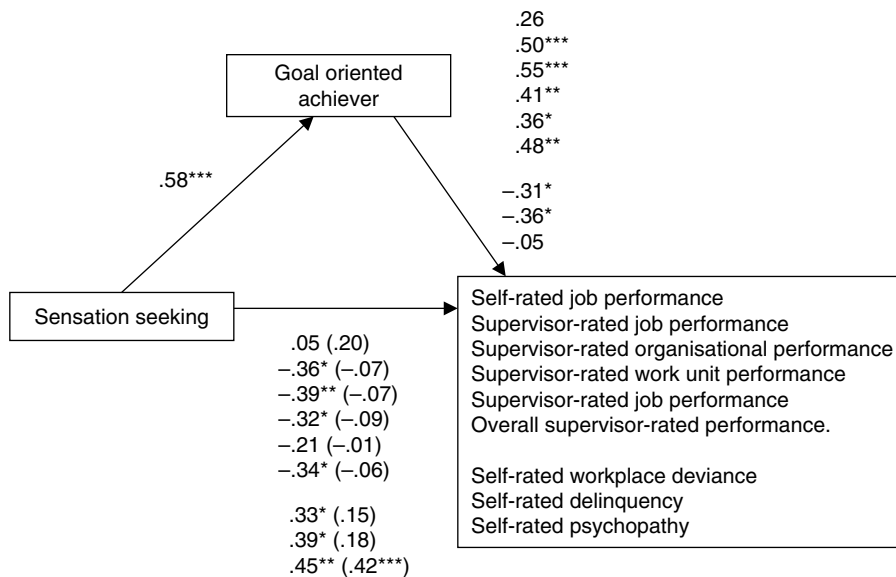 .26
.50***
.55***
.41**
.36*
.48**
–.31*
–.36*
–.05
Goal oriented
achiever
.58***
Sensation seeking
.05 (.20)
–.36* (–.07)
–.39** (–.07)
–.32* (–.09)
–.21 (–.01)
–.34* (–.06)
.33* (.15)
.39* (.18)
.45** (.42***)
Self-rated job performance
Supervisor-rated job performance
Supervisor-rated organisational performance
Supervisor-rated work unit performance
Supervisor-rated job performance
Overall supervisor-rated performance.
Self-rated workplace deviance
Self-rated delinquency
Self-rated psychopathy